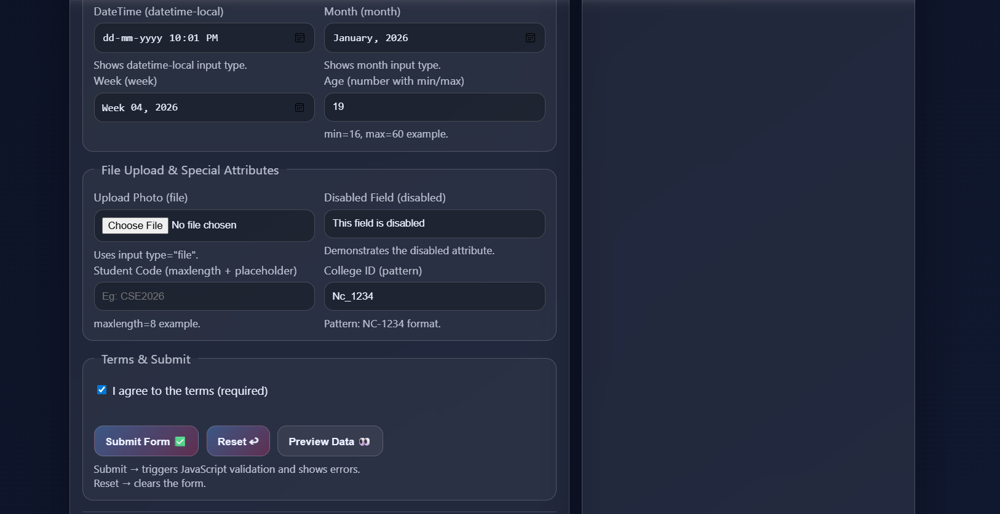 DateTime (datetime-local)
Month (month)
dd-mm-yyyy 10:01 PM
January, 2026
Shows datetime-local input type.
Shows month input type.
Week (week)
Age (number with min/max)
Week 04, 2026
19
min=16, max=60 example.
File Upload & Special Attributes
Upload Photo (file)
Disabled Field (disabled)
Choose File No file chosen
This field is disabled
Uses input type="file".
Demonstrates the disabled attribute.
Student Code (maxlength + placeholder)
College ID (pattern)
Eg: CSE2026
Nc_1234
maxlength=8 example.
Pattern: NC-1234 format.
Terms & Submit
I agree to the terms (required)
Submit Form ✅
Reset ↩
Preview Data 👀
Submit → triggers JavaScript validation and shows errors.
Reset → clears the form.